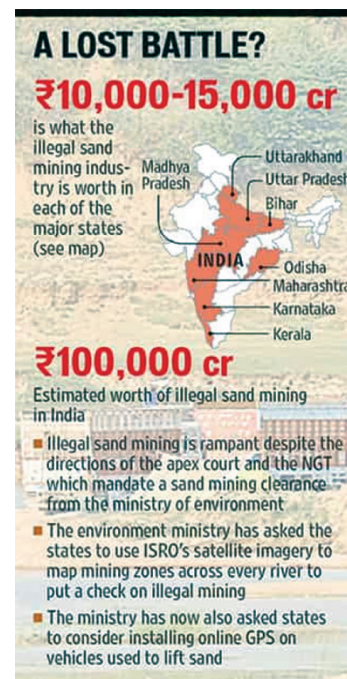 A LOST BATTLE?
₹10,000-15,000 cr
is what the
illegal sand
mining indus-
try is worth in
each of the
major states
(see map)
Madhya
Pradesh
Uttarakhand
Uttar Pradesh
Bihar
INDIA
Odisha
Maharashtra
Karnataka
Kerala
₹100,000 cr
Estimated worth of illegal sand mining
in India
Illegal sand mining is rampant despite the
directions of the apex court and the NGT
which mandate a sand mining clearance
from the ministry of environment
The environment ministry has asked the
states to use ISRO's satellite imagery to
map mining zones across every river to
put a check on illegal mining
The ministry has now also asked states
to consider installing online GPS on
vehicles used to lift sand